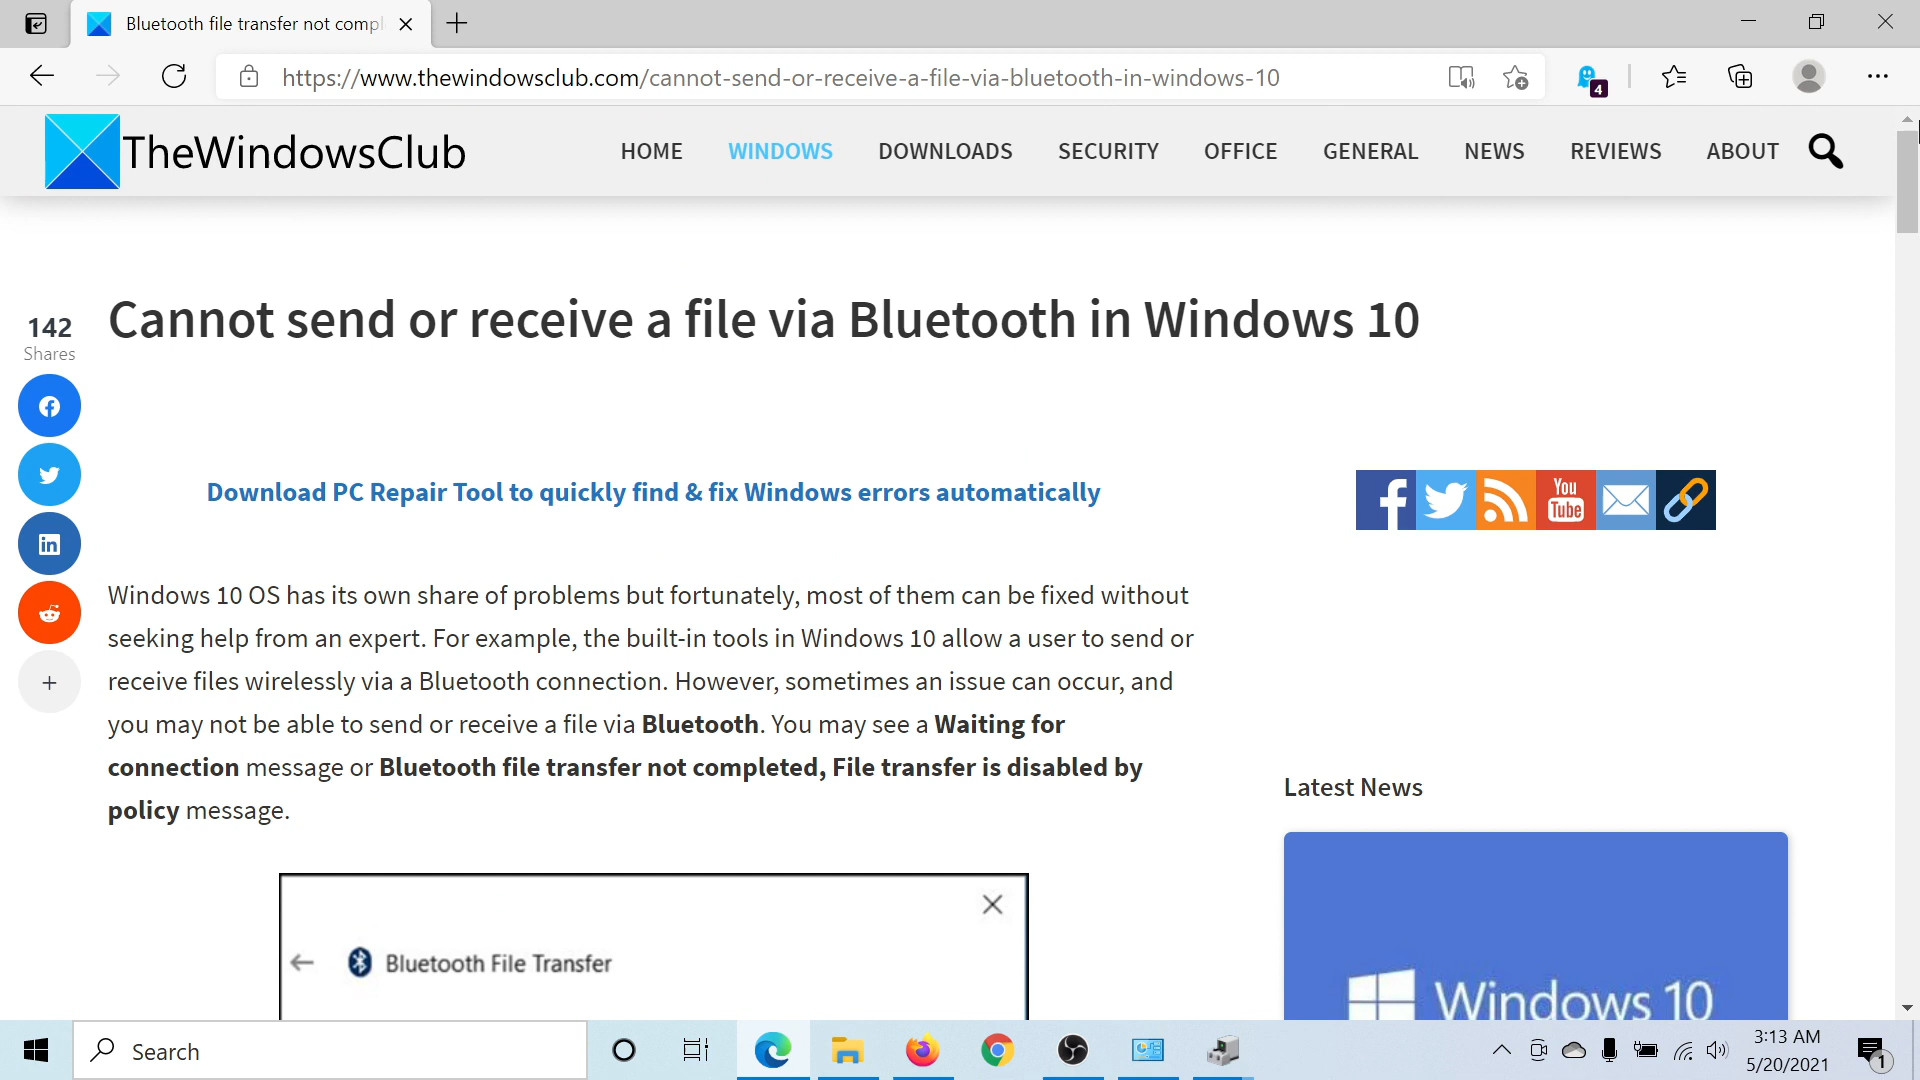 Bluetooth file transfer not compl
https://www.thewindowsclub.com/cannot-send-or-receive-a-file-via-bluetooth-in-windows-10
4
TheWindowsClub
HOME WINDOWS DOWNLOADS SECURITY OFFICE GENERAL NEWS REVIEWS ABOUT
142
Shares
Cannot send or receive a file via Bluetooth in Windows 10
Download PC Repair Tool to quickly find & fix Windows errors automatically
You
Tube
Windows 10 OS has its own share of problems but fortunately, most of them can be fixed without
seeking help from an expert. For example, the built-in tools in Windows 10 allow a user to send or
receive files wirelessly via a Bluetooth connection. However, sometimes an issue can occur, and
you may not be able to send or receive a file via Bluetooth. You may see a Waiting for
connection message or Bluetooth file transfer not completed, File transfer is disabled by
policy message.
Latest News
Bluetooth File Transfer
Windows 10
Search
3:13 AM
5/20/2021
1